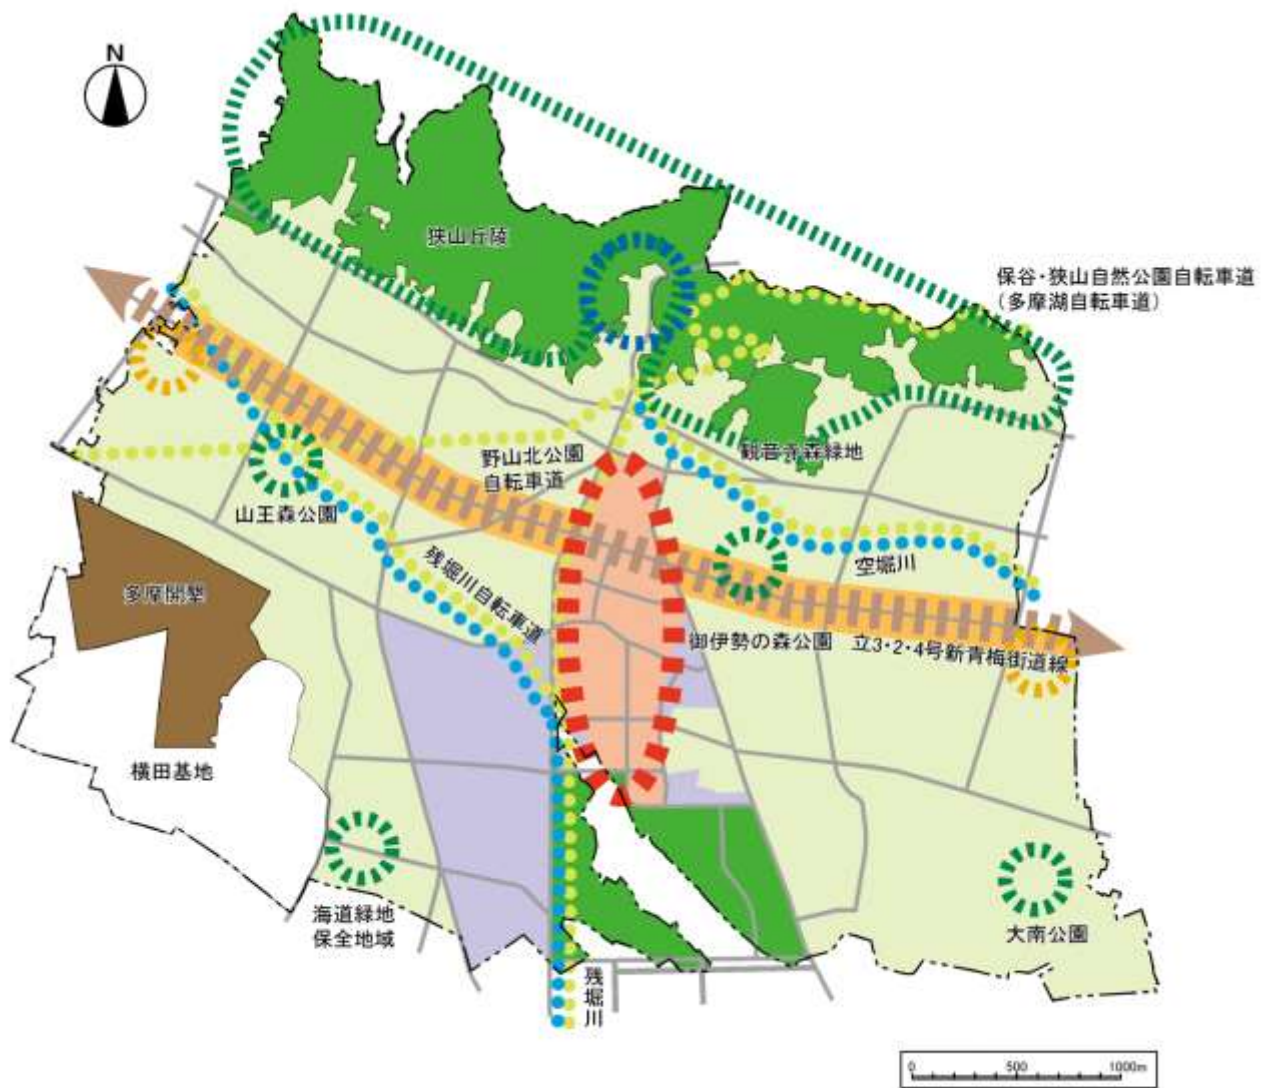 N
狭山丘陵
保谷・狭山自然公園自転車道
(多摩湖自転車道)
野山北公園
自転車道
観音寺森緑地
山王森公園
残堀川自転車道
空堀川
多摩開墾
御伊勢の森公園
立3・2・4号新青梅街道線
横田基地
海道緑地
保全地域
大南公園
残堀川
0 500 1000m